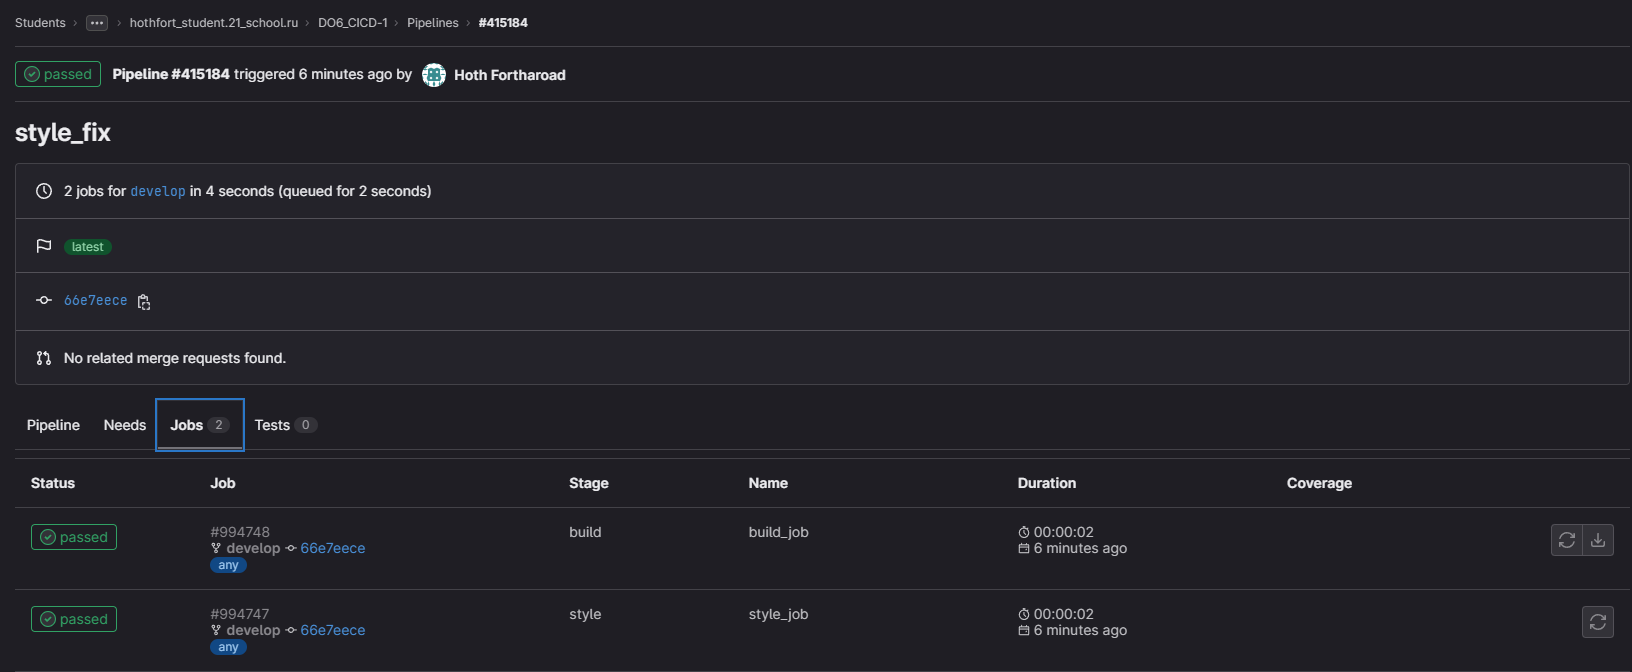 Students › ••• › hothfort_student.21_school.ru › DO6_CICD-1 › Pipelines › #415184
passed Pipeline #415184 triggered 6 minutes ago by Hoth Fortharoad
style_fix
2 jobs for develop in 4 seconds (queued for 2 seconds)
latest
66e7eece
No related merge requests found.
Pipeline Needs Jobs 2 Tests 0
Status Job Stage Name Duration Coverage
passed #994748 build build_job 00:00:02
develop 66e7eece 6 minutes ago
any
passed #994747 style style_job 00:00:02
develop 66e7eece 6 minutes ago
any